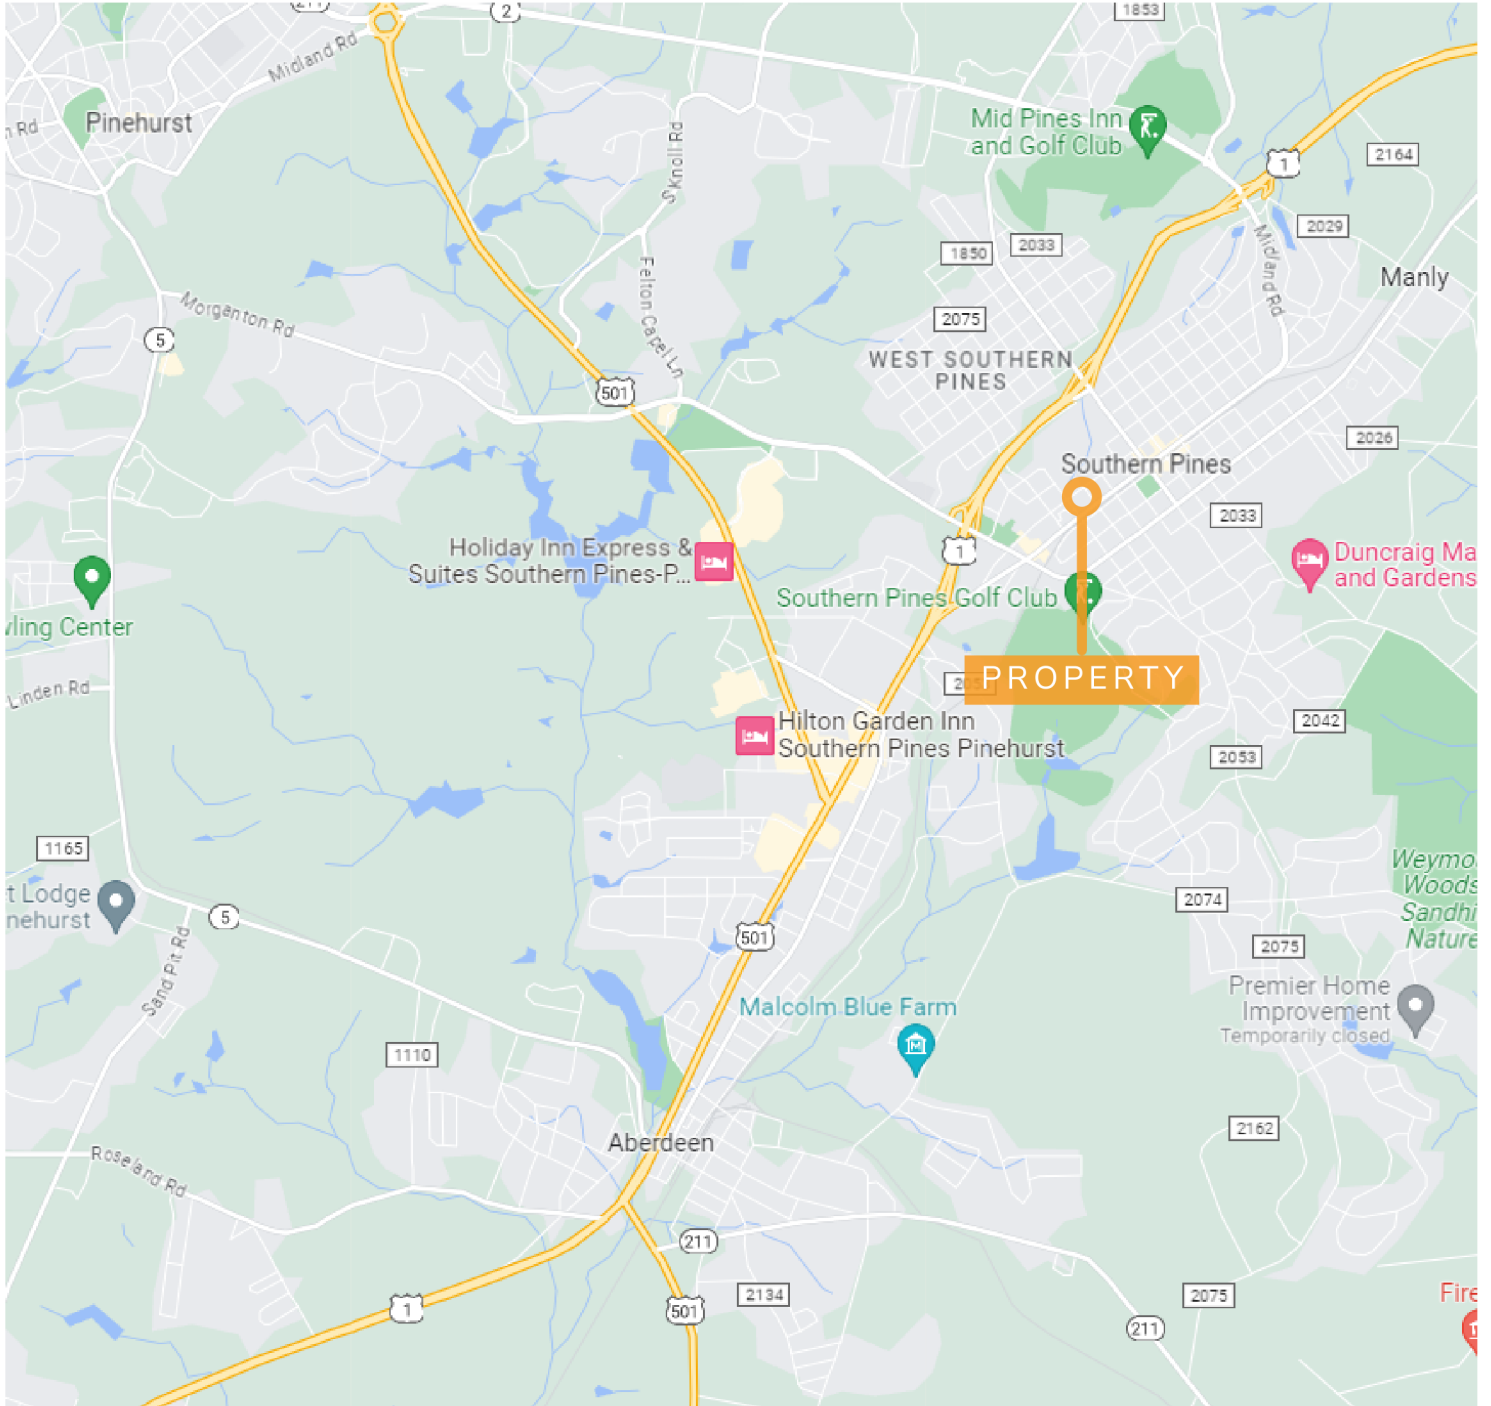 211
2
1853
Midland Rd
Pinehurst
n Rd
Mid Pines Inn
and Golf Club
1
2164
S Knoll Rd
2029
Midland Rd
1850
2033
Manly
Felton Capel Ln
Morganton Rd
5
2075
WEST SOUTHERN
PINES
501
2026
Southern Pines
2033
Holiday Inn Express &
Suites Southern Pines-P...
1
Duncraig Ma
and Gardens
Southern Pines Golf Club
wling Center
Linden Rd
PROPERTY
Hilton Garden Inn
Southern Pines Pinehurst
2042
2053
1165
t Lodge
nehurst
5
Weymo
Woods
Sandhi
Nature
2074
501
2075
Sand Pit Rd
Premier Home
Improvement
Temporarily closed
Malcolm Blue Farm
1110
2162
Aberdeen
Roseland Rd
211
2134
2075
Fire
1
501
211